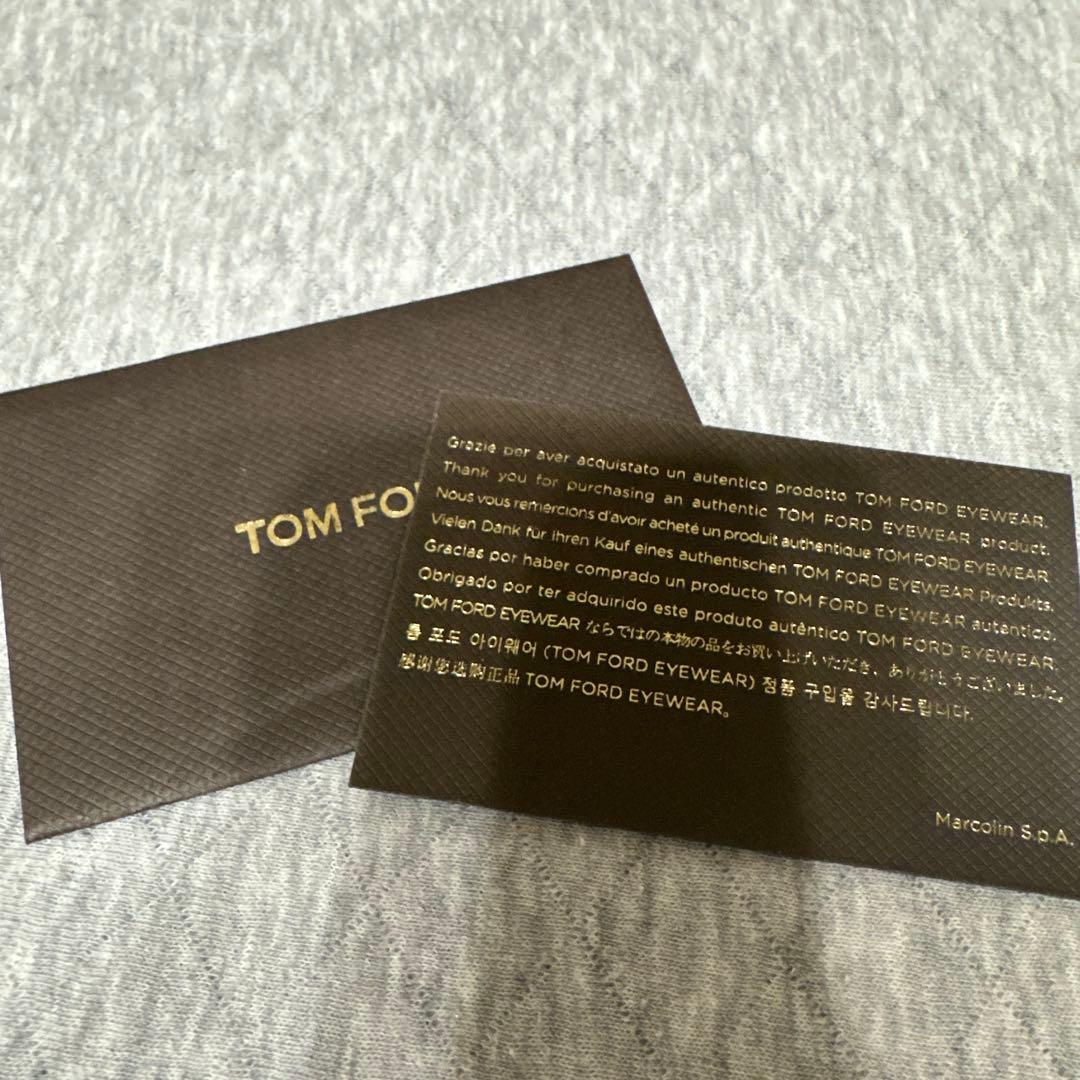 TOM FO
Grazie per aver acquistato un autentico prodotto TOM FORD EYEWEAR.
Thank you for purchasing an authentic TOM FORD EYEWEAR product.
Nous vous remercions d'avoir acheté un produit authentique TOM FORD EYEWEAR
Vielen Dank für ihren Kauf eines authentischen TOM FORD EYEWEAR Produkts.
Gracias por haber comprado un producto TOM FORD EYEWEAR autentico.
Obrigado por ter adquirido este produto autêntico TOM FORD EYEWEAR.
TOM FORD EYEWEAR ならではの本物の品をお買い上げいただき、ありがとうございました。
톰 포드 아이웨어 (TOM FORD EYEWEAR) 정품 구입을 감사드립니다.
感谢您选购正品 TOM FORD EYEWEAR。
Marcolin S.p.A.